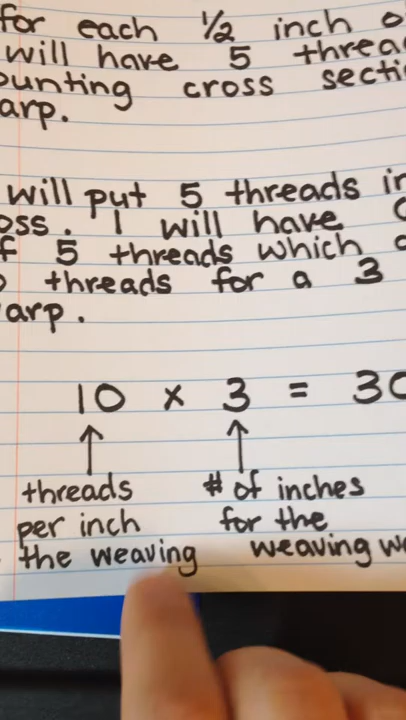 for each 1/2 inch o
will have 5 threa
ounting cross secti
arp.
will put 5 threads in
oss. I will have
f 5 threads which
threads for a 3
arp.
10 x 3 = 30
↑ ↑
threads # of inches
per inch for the
the weaving weaving w